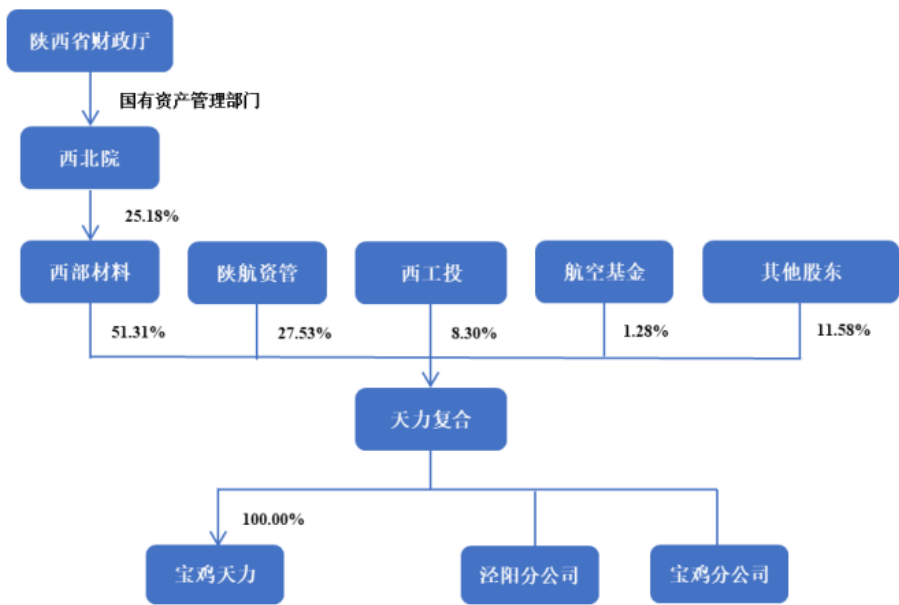 陕西省财政厅
国有资产管理部门
西北院
25.18%
西部材料
陕航资管
西工投
航空基金
其他股东
51.31%
27.53%
8.30%
1.28%
11.58%
天力复合
100.00%
宝鸡天力
泾阳分公司
宝鸡分公司